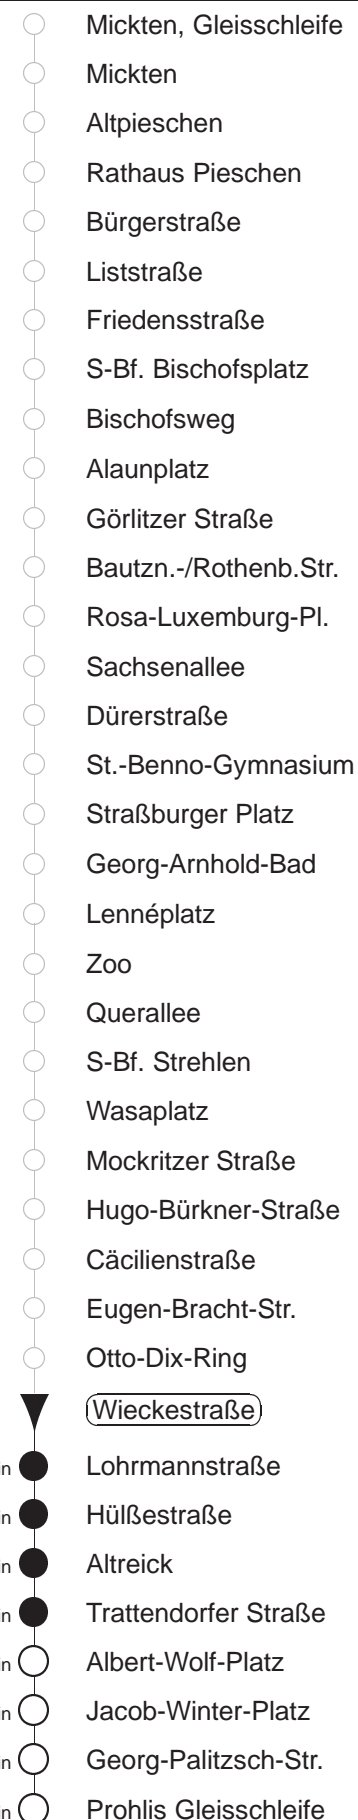 Mickten, Gleisschleife
Mickten
Altpieschen
Rathaus Pieschen
Bürgerstraße
Liststraße
Friedensstraße
S-Bf. Bischofsplatz
Bischofsweg
Alaunplatz
Görlitzer Straße
Bautzn.-/Rothenb.Str.
Rosa-Luxemburg-Pl.
Sachsenallee
Dürerstraße
St.-Benno-Gymnasium
Straßburger Platz
Georg-Arnhold-Bad
Lennéplatz
Zoo
Querallee
S-Bf. Strehlen
Wasaplatz
Mockritzer Straße
Hugo-Bürkner-Straße
Cäcilienstraße
Eugen-Bracht-Str.
Otto-Dix-Ring
Wieckestraße
Lohrmannstraße
Hülßestraße
Altreick
Trattendorfer Straße
Albert-Wolf-Platz
Jacob-Winter-Platz
Georg-Palitzsch-Str.
Prohlis Gleisschleife